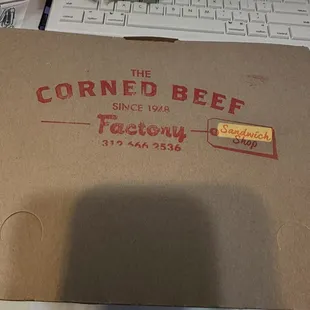 THE
CORNED BEEF
SINCE 1948
Factory
Sandwich
Shop
312 666 2536